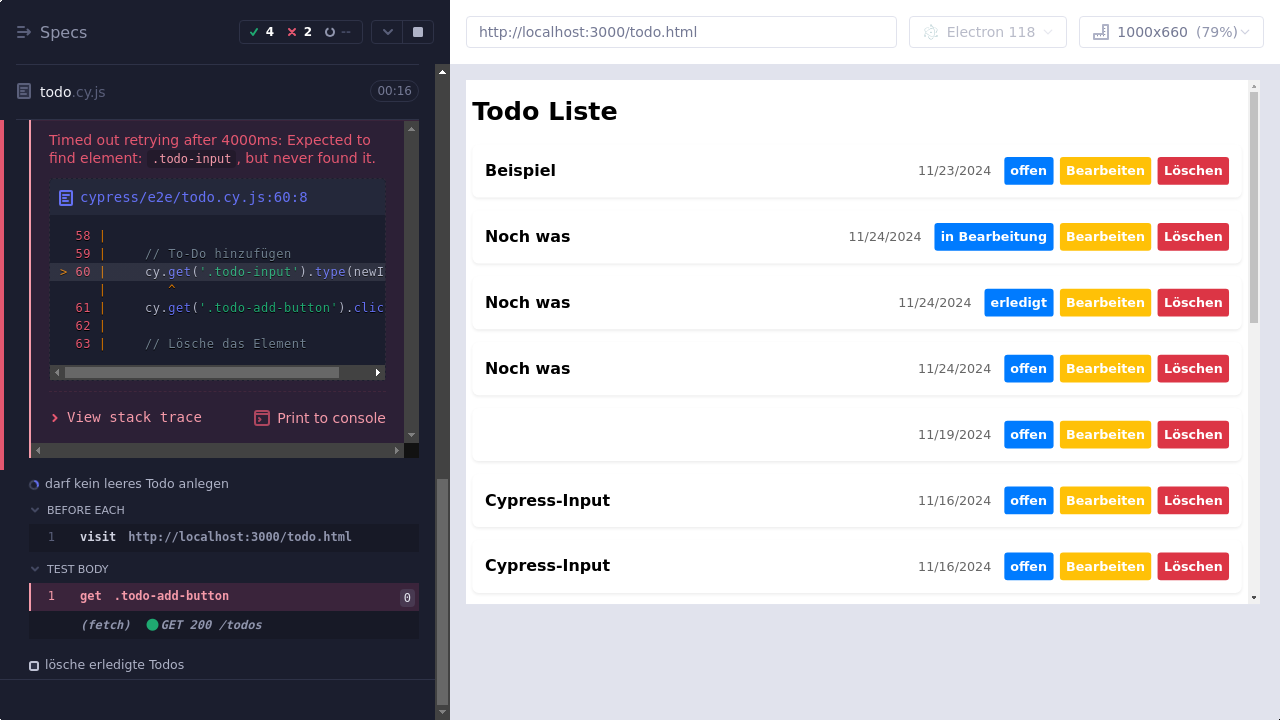 Specs
4
2
--
todo.cy.js
00:16
Timed out retrying after 4000ms: Expected to
find element: .todo-input, but never found it.
cypress/e2e/todo.cy.js:60:8
58 |
59 | // To-Do hinzufügen
> 60 | cy.get('.todo-input').type(newI
| ^
61 | cy.get('.todo-add-button').clic
62 |
63 | // Lösche das Element
View stack trace
Print to console
darf kein leeres Todo anlegen
BEFORE EACH
1 visit http://localhost:3000/todo.html
TEST BODY
1 get .todo-add-button 0
(fetch) GET 200 /todos
lösche erledigte Todos
http://localhost:3000/todo.html
Electron 118
1000x660 (79%)
Todo Liste
Beispiel 11/23/2024 offen Bearbeiten Löschen
Noch was 11/24/2024 in Bearbeitung Bearbeiten Löschen
Noch was 11/24/2024 erledigt Bearbeiten Löschen
Noch was 11/24/2024 offen Bearbeiten Löschen
11/19/2024 offen Bearbeiten Löschen
Cypress-Input 11/16/2024 offen Bearbeiten Löschen
Cypress-Input 11/16/2024 offen Bearbeiten Löschen